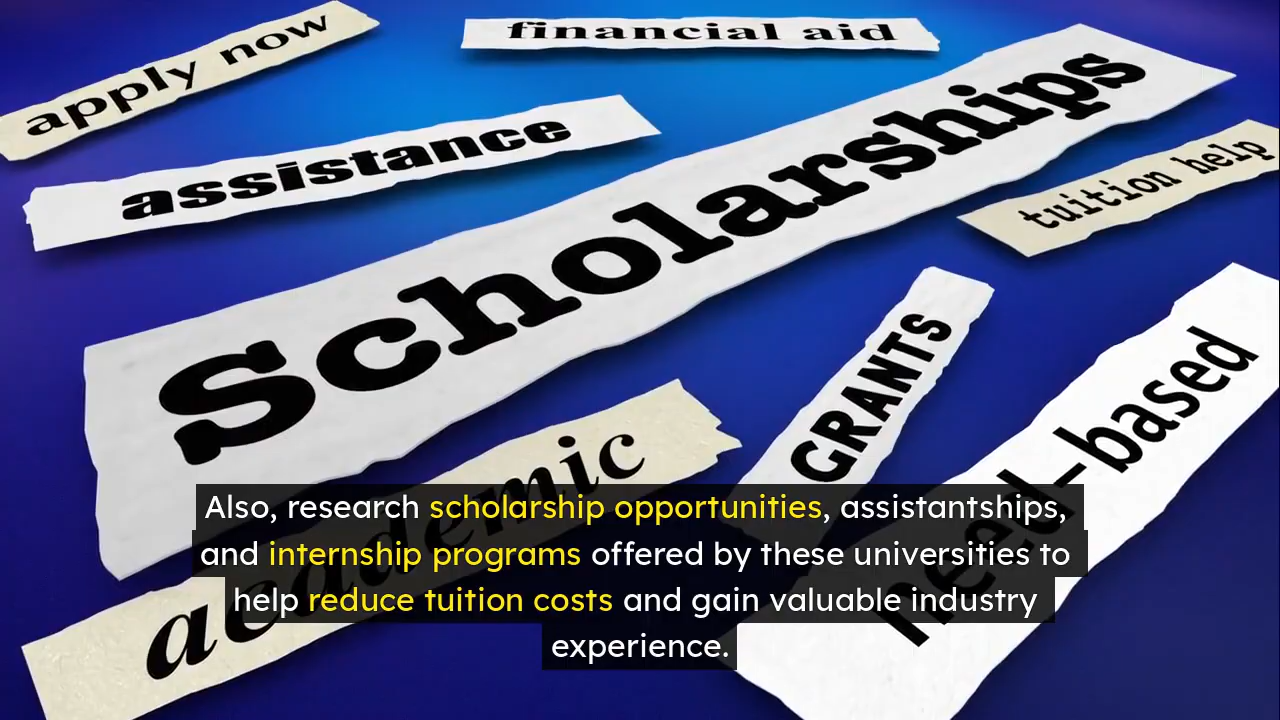 apply now
financial aid
assistance
Scholarships
tuition help
GRANTS
need-based
academic
Also, research scholarship opportunities, assistantships,
and internship programs offered by these universities to
help reduce tuition costs and gain valuable industry
experience.